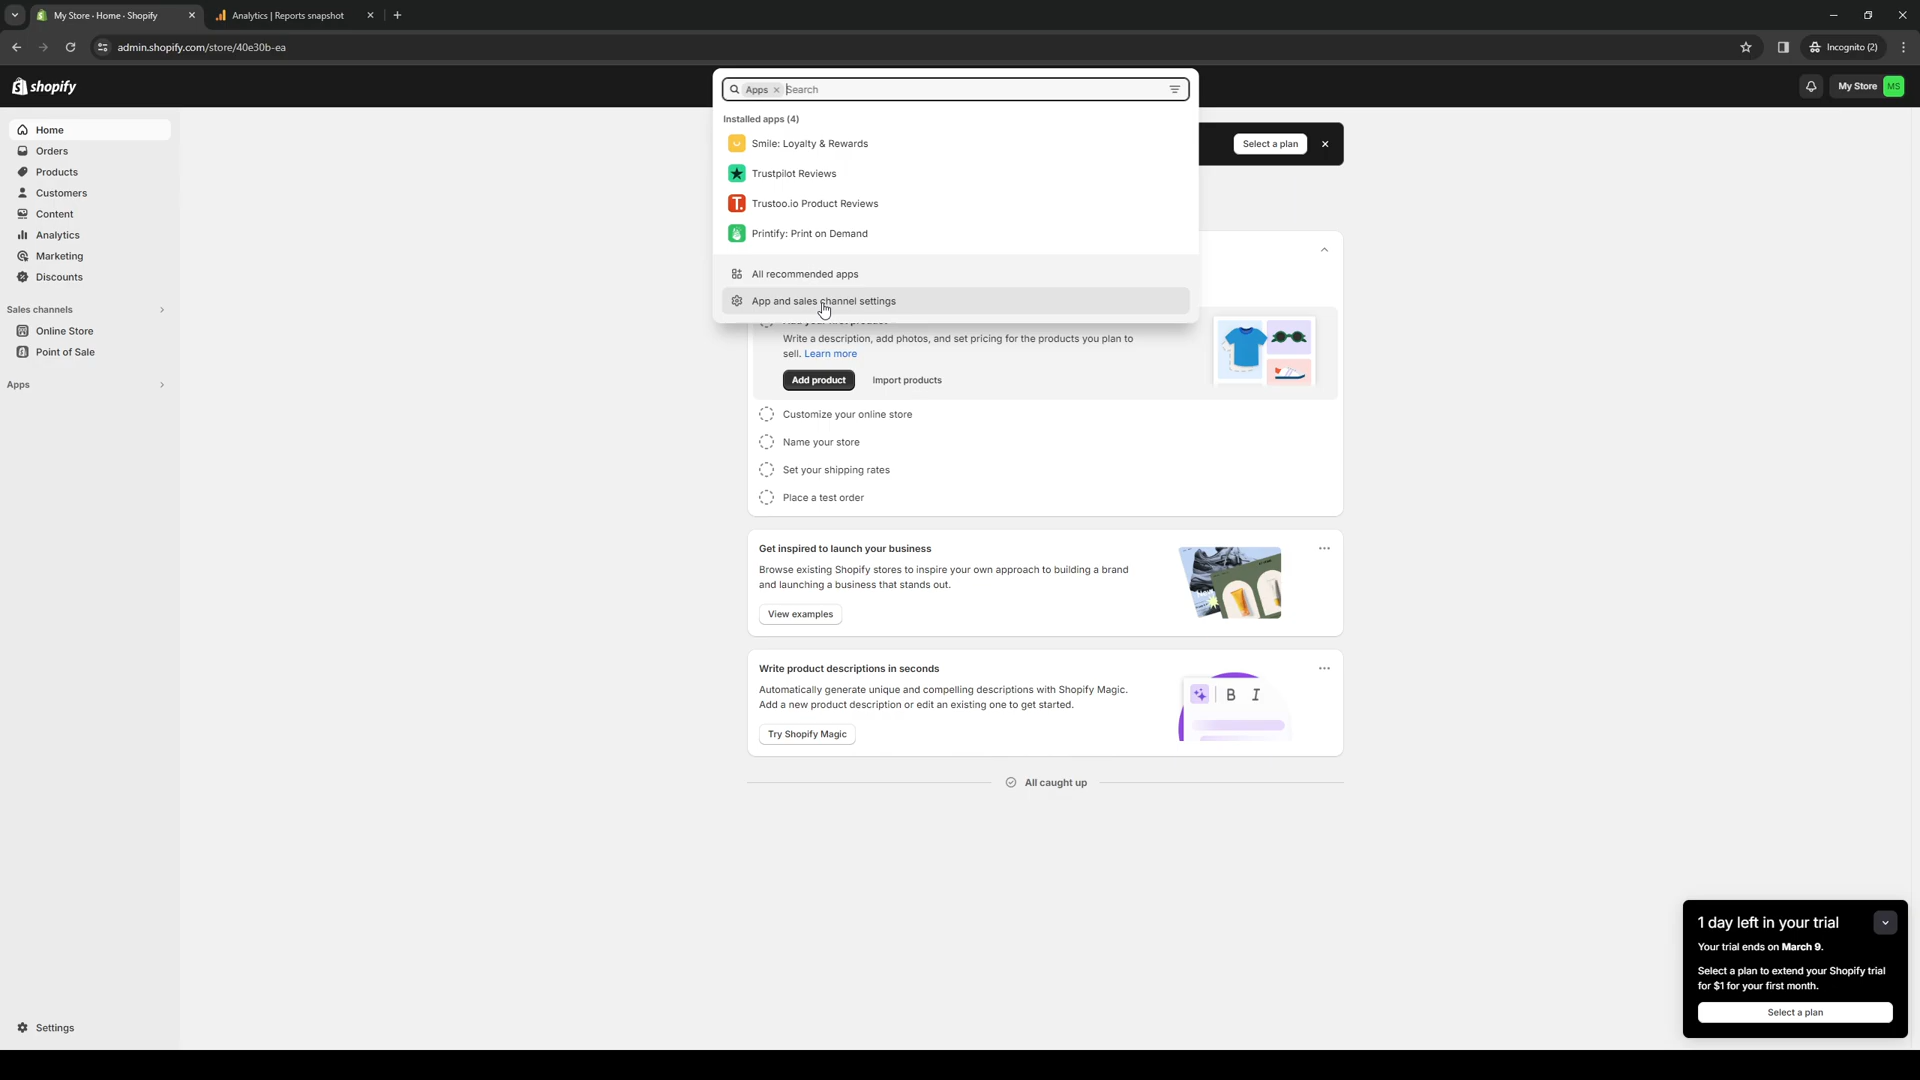 My Store · Home · Shopify
Analytics | Reports snapshot
admin.shopify.com/store/40e30b-ea
Incognito (2)
shopify
Apps
Search
My Store
MS
Home
Orders
Products
Customers
Content
Analytics
Marketing
Discounts
Sales channels
Online Store
Point of Sale
Apps
Settings
Installed apps (4)
Smile: Loyalty & Rewards
Trustpilot Reviews
T.
Trustoo.io Product Reviews
Printify: Print on Demand
All recommended apps
App and sales channel settings
Select a plan
Write a description, add photos, and set pricing for the products you plan to
sell. Learn more
Add product
Import products
Customize your online store
Name your store
Set your shipping rates
Place a test order
Get inspired to launch your business
Browse existing Shopify stores to inspire your own approach to building a brand
and launching a business that stands out.
View examples
Write product descriptions in seconds
Automatically generate unique and compelling descriptions with Shopify Magic.
Add a new product description or edit an existing one to get started.
Try Shopify Magic
B I
All caught up
1 day left in your trial
Your trial ends on March 9.
Select a plan to extend your Shopify trial
for $1 for your first month.
Select a plan